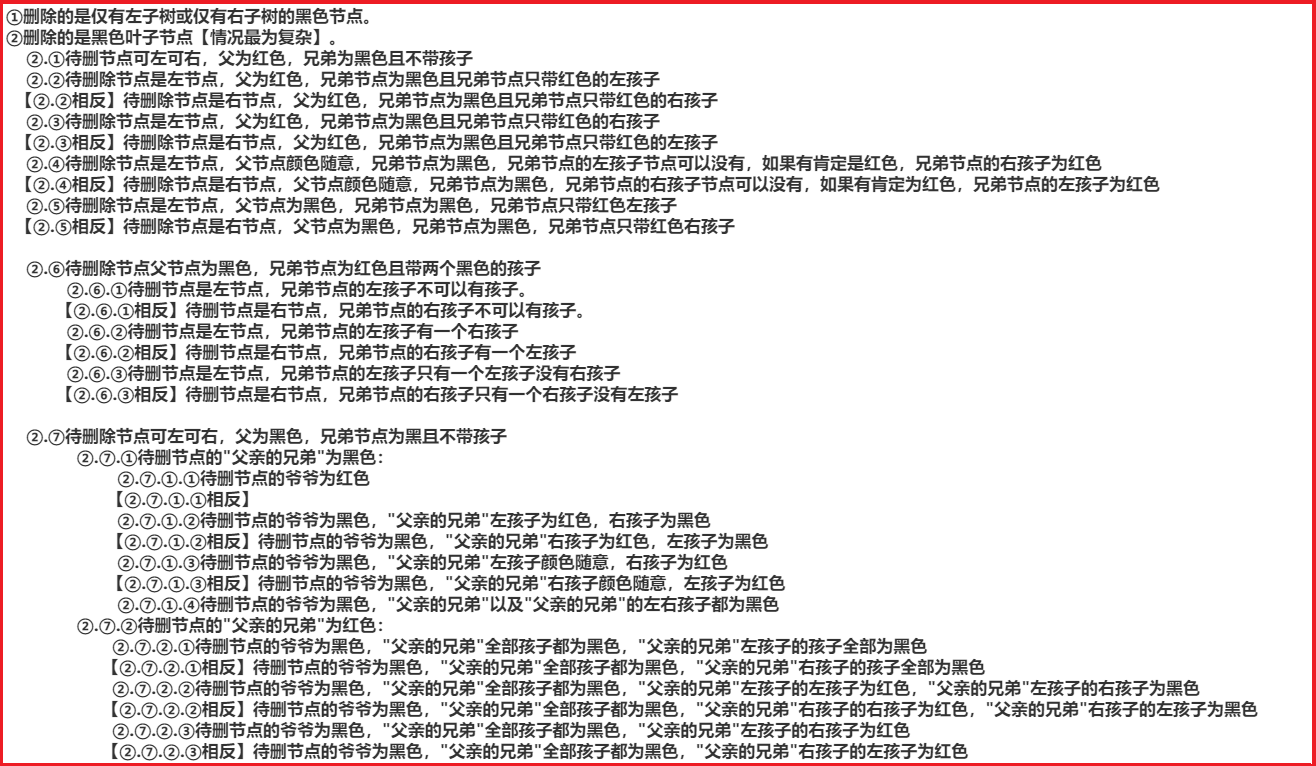 ①删除的是仅有左子树或仅有右子树的黑色节点。
②删除的是黑色叶子节点【情况最为复杂】。
②.①待删节点可左可右，父为红色，兄弟为黑色且不带孩子
②.②待删除节点是左节点，父为红色，兄弟节点为黑色且兄弟节点只带红色的左孩子
【②.②相反】待删除节点是右节点，父为红色，兄弟节点为黑色且兄弟节点只带红色的右孩子
②.③待删除节点是左节点，父为红色，兄弟节点为黑色且兄弟节点只带红色的右孩子
【②.③相反】待删除节点是右节点，父为红色，兄弟节点为黑色且兄弟节点只带红色的左孩子
②.④待删除节点是左节点，父节点颜色随意，兄弟节点为黑色，兄弟节点的左孩子节点可以没有，如果有肯定是红色，兄弟节点的右孩子为红色
【②.④相反】待删除节点是右节点，父节点颜色随意，兄弟节点为黑色，兄弟节点的右孩子节点可以没有，如果有肯定为红色，兄弟节点的左孩子为红色
②.⑤待删除节点是左节点，父节点为黑色，兄弟节点为黑色，兄弟节点只带红色左孩子
【②.⑤相反】待删除节点是右节点，父节点为黑色，兄弟节点为黑色，兄弟节点只带红色右孩子
②.⑥待删除节点父节点为黑色，兄弟节点为红色且带两个黑色的孩子
②.⑥.①待删节点是左节点，兄弟节点的左孩子不可以有孩子。
【②.⑥.①相反】待删节点是右节点，兄弟节点的右孩子不可以有孩子。
②.⑥.②待删节点是左节点，兄弟节点的左孩子有一个右孩子
【②.⑥.②相反】待删节点是右节点，兄弟节点的右孩子有一个左孩子
②.⑥.③待删节点是左节点，兄弟节点的左孩子只有一个左孩子没有右孩子
【②.⑥.③相反】待删节点是右节点，兄弟节点的右孩子只有一个右孩子没有左孩子
②.⑦待删除节点可左可右，父为黑色，兄弟节点为黑且不带孩子
②.⑦.①待删节点的"父亲的兄弟"为黑色：
②.⑦.①.①待删节点的爷爷为红色
【②.⑦.①.①相反】
②.⑦.①.②待删节点的爷爷为黑色，"父亲的兄弟"左孩子为红色，右孩子为黑色
【②.⑦.①.②相反】待删节点的爷爷为黑色，"父亲的兄弟"右孩子为红色，左孩子为黑色
②.⑦.①.③待删节点的爷爷为黑色，"父亲的兄弟"左孩子颜色随意，右孩子为红色
【②.⑦.①.③相反】待删节点的爷爷为黑色，"父亲的兄弟"右孩子颜色随意，左孩子为红色
②.⑦.①.④待删节点的爷爷为黑色，"父亲的兄弟"以及"父亲的兄弟"的左右孩子都为黑色
②.⑦.②待删节点的"父亲的兄弟"为红色：
②.⑦.②.①待删节点的爷爷为黑色，"父亲的兄弟"全部孩子都为黑色，"父亲的兄弟"左孩子的孩子全部为黑色
【②.⑦.②.①相反】待删节点的爷爷为黑色，"父亲的兄弟"全部孩子都为黑色，"父亲的兄弟"右孩子的孩子全部为黑色
②.⑦.②.②待删节点的爷爷为黑色，"父亲的兄弟"全部孩子都为黑色，"父亲的兄弟"左孩子的左孩子为红色，"父亲的兄弟"左孩子的右孩子为黑色
【②.⑦.②.②相反】待删节点的爷爷为黑色，"父亲的兄弟"全部孩子都为黑色，"父亲的兄弟"右孩子的右孩子为红色，"父亲的兄弟"右孩子的左孩子为黑色
②.⑦.②.③待删节点的爷爷为黑色，"父亲的兄弟"全部孩子都为黑色，"父亲的兄弟"左孩子的右孩子为红色
【②.⑦.②.③相反】待删节点的爷爷为黑色，"父亲的兄弟"全部孩子都为黑色，"父亲的兄弟"右孩子的左孩子为红色